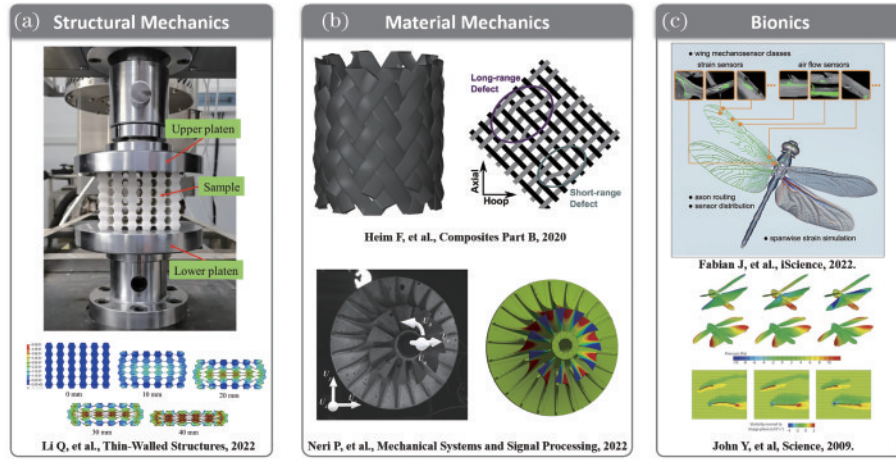 (a) Structural Mechanics
Upper platen
Sample
Lower platen
0 mm
10 mm
20 mm
30 mm
40 mm
Li Q, et al., Thin-Walled Structures, 2022
(b) Material Mechanics
Long-range
Defect
Axial
Hoop
Short-range
Defect
Heim F, et al., Composites Part B, 2020
Neri P, et al., Mechanical Systems and Signal Processing, 2022
(c) Bionics
● wing mechanosensor classes
strain sensors
air flow sensors
● axon routing
● sensor distribution
● spanwise strain simulation
Fabian J, et al., iScience, 2022.
John Y, et al, Science, 2009.